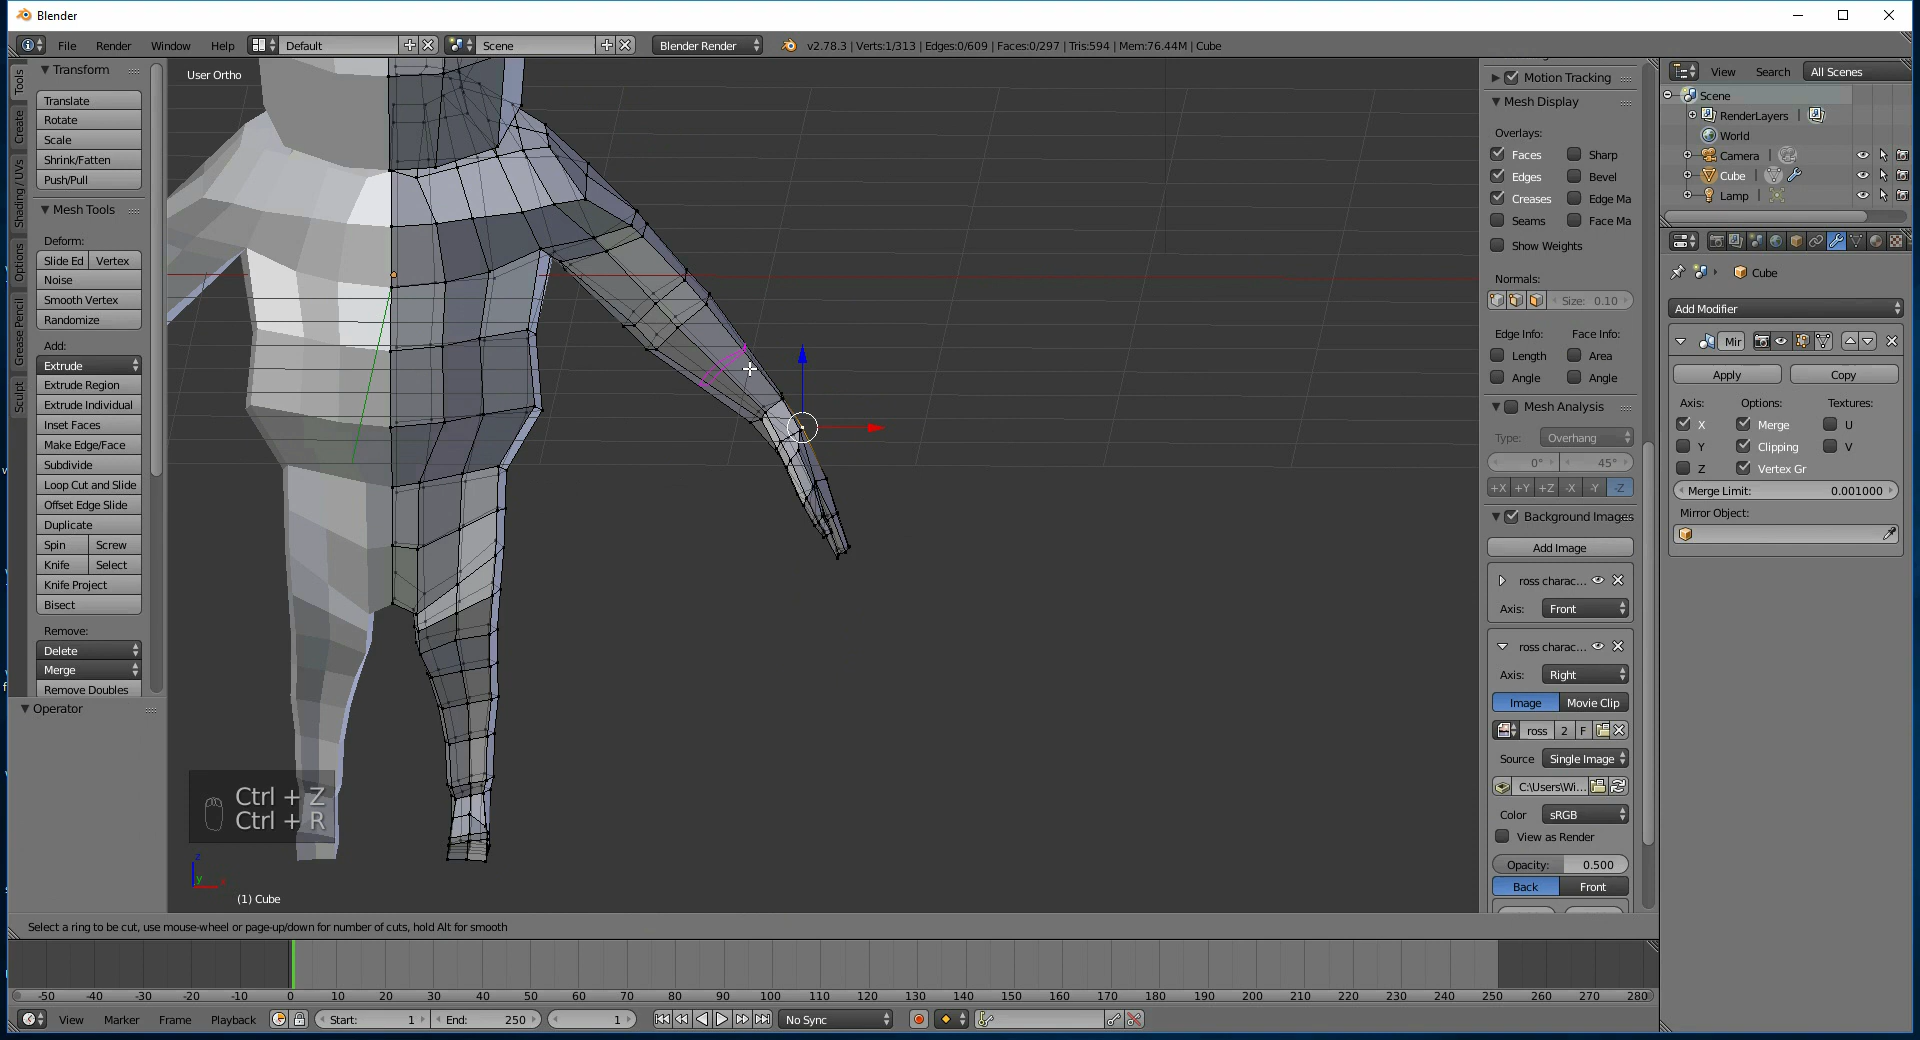 Blender
File Render Window Help Default Scene Blender Render v2.78.3 | Verts:1/313 | Edges:0/609 | Faces:0/297 | Tris:594 | Mem:76.44M | Cube
Tools
Create
Shading / UVs
Options
Grease Pencil
Sculpt
Transform
Translate
Rotate
Scale
Shrink/Fatten
Push/Pull
Mesh Tools
Deform:
Slide Ed Vertex
Noise
Smooth Vertex
Randomize
Add:
Extrude
Extrude Region
Extrude Individual
Inset Faces
Make Edge/Face
Subdivide
Loop Cut and Slide
Offset Edge Slide
Duplicate
Spin Screw
Knife Select
Knife Project
Bisect
Remove:
Delete
Merge
Remove Doubles
Operator
User Ortho
Ctrl + Z
Ctrl + R
z
y x
(1) Cube
Motion Tracking
Mesh Display
Overlays:
Faces Sharp
Edges Bevel
Creases Edge Ma
Seams Face Ma
Show Weights
Normals:
Size: 0.10
Edge Info: Face Info:
Length Area
Angle Angle
Mesh Analysis
Type: Overhang
0° 45°
+X +Y +Z -X -Y -Z
Background Images
Add Image
ross charac...
Axis: Front
ross charac...
Axis: Right
Image Movie Clip
ross 2 F
Source Single Image
C:\Users\Wi...
Color sRGB
View as Render
Opacity: 0.500
Back Front
View Search All Scenes
Scene
RenderLayers
World
Camera
Cube
Lamp
Cube
Add Modifier
Mir
Apply Copy
Axis: Options: Textures:
X Merge U
Y Clipping V
Z Vertex Gr
Merge Limit: 0.001000
Mirror Object:
Select a ring to be cut, use mouse-wheel or page-up/down for number of cuts, hold Alt for smooth
-50 -40 -30 -20 -10 0 10 20 30 40 50 60 70 80 90 100 110 120 130 140 150 160 170 180 190 200 210 220 230 240 250 260 270 280
View Marker Frame Playback Start: 1 End: 250 1 No Sync